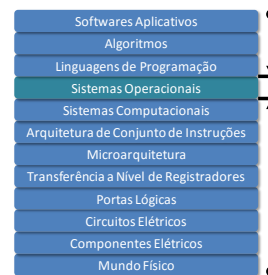 Softwares Aplicativos
Algoritmos
Linguagens de Programação
Sistemas Operacionais
Sistemas Computacionais
Arquitetura de Conjunto de Instruções
Microarquitetura
Transferência a Nível de Registradores
Portas Lógicas
Circuitos Elétricos
Componentes Elétricos
Mundo Físico